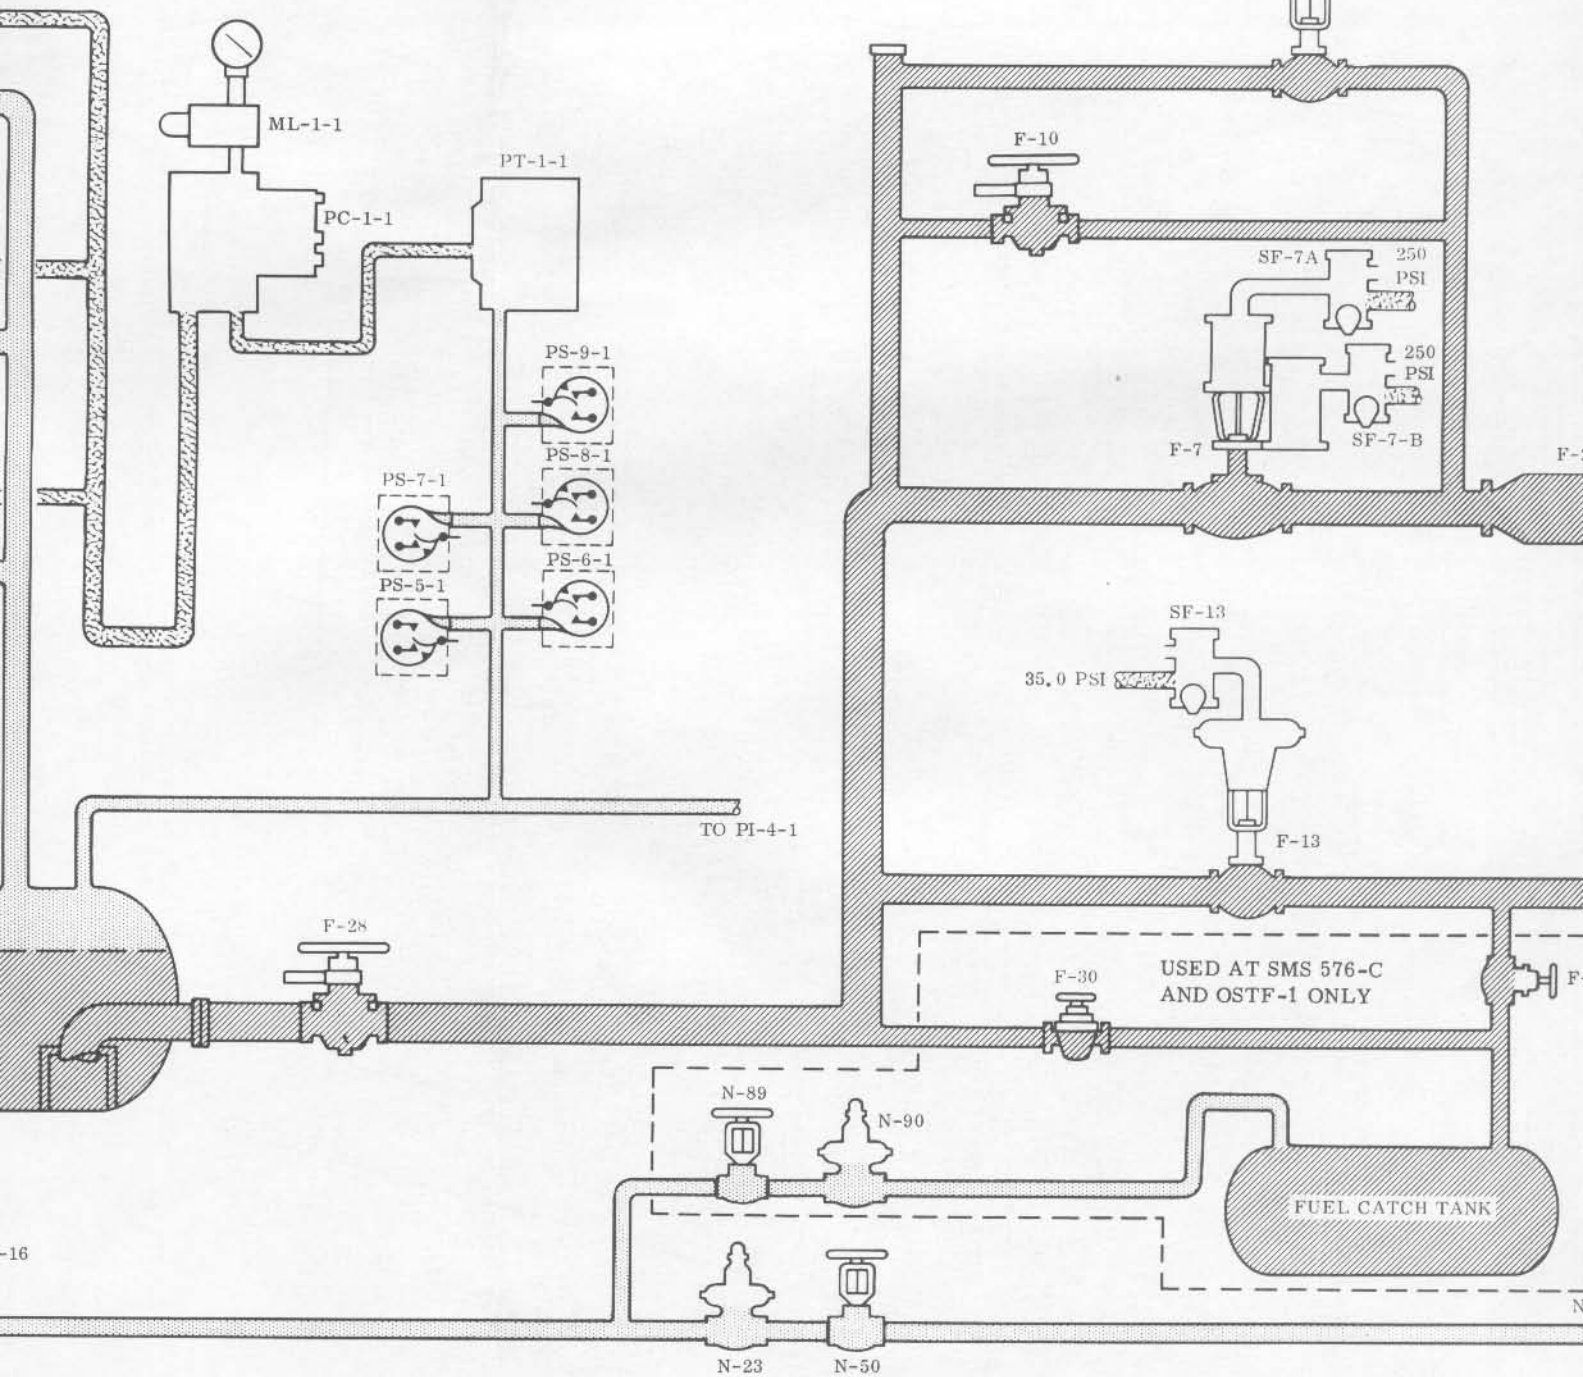 ML-1-1
F-10
PT-1-1
PC-1-1
SF-7A
250
PSI
PS-9-1
250
PSI
SF-7-B
F-7
PS-8-1
PS-7-1
PS-6-1
PS-5-1
SF-13
35.0 PSI
TO PI-4-1
F-13
F-28
F-30
USED AT SMS 576-C
AND OSTF-1 ONLY
N-89
N-90
FUEL CATCH TANK
-16
N-23
N-50